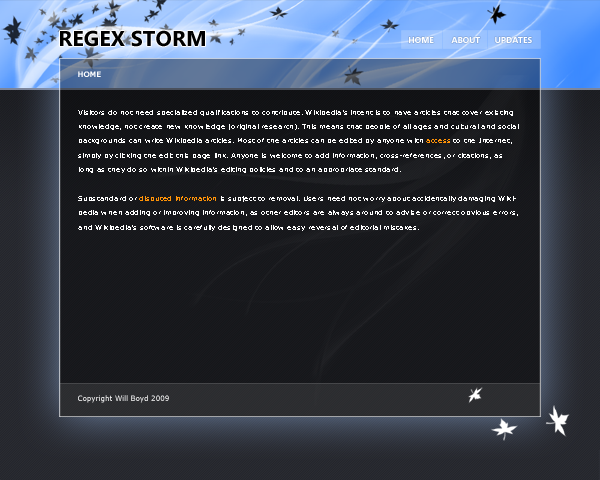 REGEX STORM
HOME ABOUT UPDATES
HOME
Visitors do not need specialized qualifications to contribute. Wikipedia's intent is to have articles that cover existing
knowledge, not create new knowledge (original research). This means that people of all ages and cultural and social
backgrounds can write Wikipedia articles. Most of the articles can be edited by anyone with access to the Internet,
simply by clicking the edit this page link. Anyone is welcome to add information, cross-references, or citations, as
long as they do so within Wikipedia's editing policies and to an appropriate standard.
Substandard or disputed information is subject to removal. Users need not worry about accidentally damaging Wiki-
pedia when adding or improving information, as other editors are always around to advise or correct obvious errors,
and Wikipedia's software is carefully designed to allow easy reversal of editorial mistakes.
Copyright Will Boyd 2009